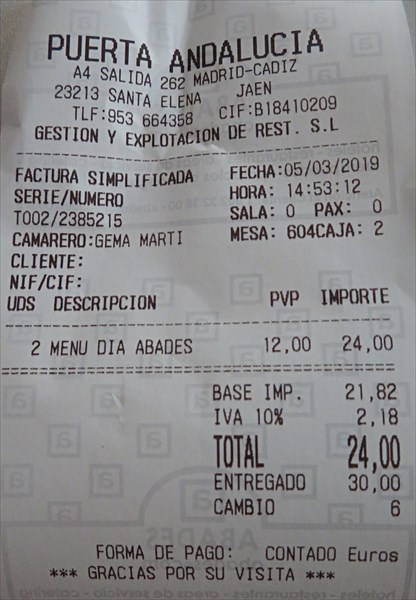 PUERTA ANDALUCIA
A4 SALIDA 262 MADRID-CADIZ
23213 SANTA ELENA JAEN
TLF:953 664358 CIF:B18410209
GESTION Y EXPLOTACION DE REST. S.L
FACTURA SIMPLIFICADA FECHA:05/03/2019
SERIE/NUMERO HORA: 14:53:12
T002/2385215 SALA: 0 PAX: 0
CAMARERO:GEMA MARTI MESA: 604CAJA: 2
CLIENTE:
NIF/CIF:
UDS DESCRIPCION PVP IMPORTE
2 MENU DIA ABADES 12,00 24,00
BASE IMP. 21,82
IVA 10% 2,18
TOTAL 24,00
ENTREGADO 30,00
CAMBIO 6
FORMA DE PAGO: CONTADO Euros
*** GRACIAS POR SU VISITA ***